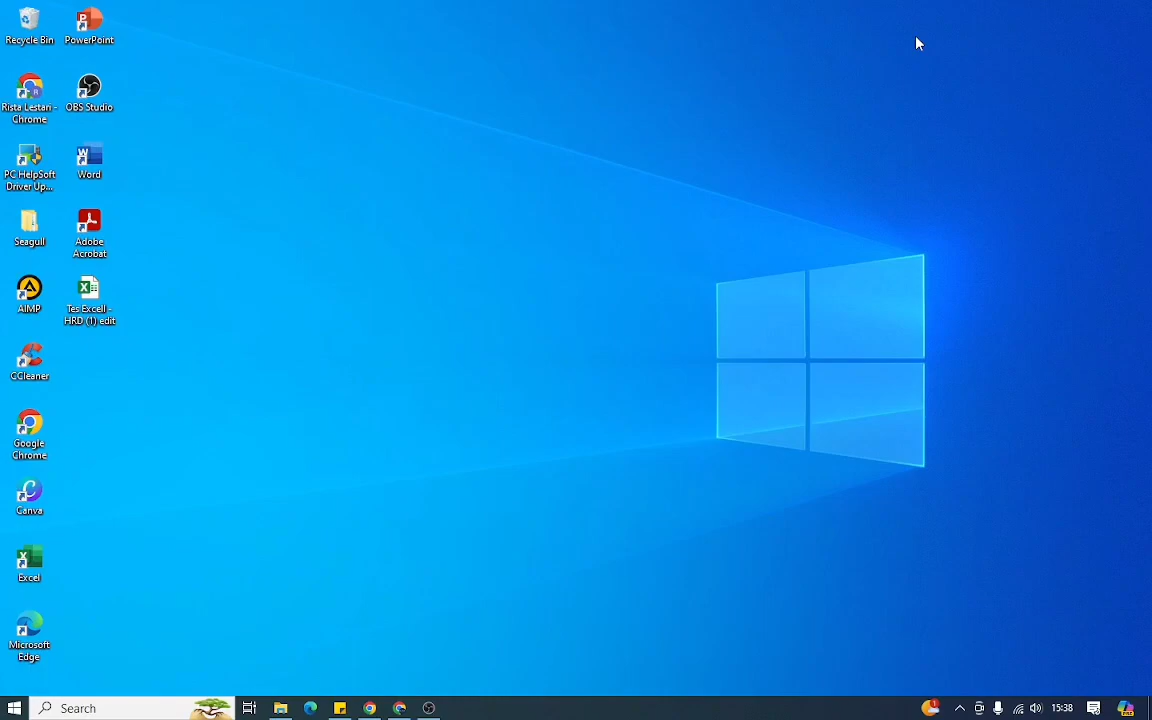 Recycle Bin
PowerPoint
Rista Lestari -
Chrome
OBS Studio
PC HelpSoft
Driver Up...
Word
Seagull
Adobe
Acrobat
AIMP
Tes Excell -
HRD (1) edit
CCleaner
Google
Chrome
Canva
Excel
Microsoft
Edge
Search
15:38